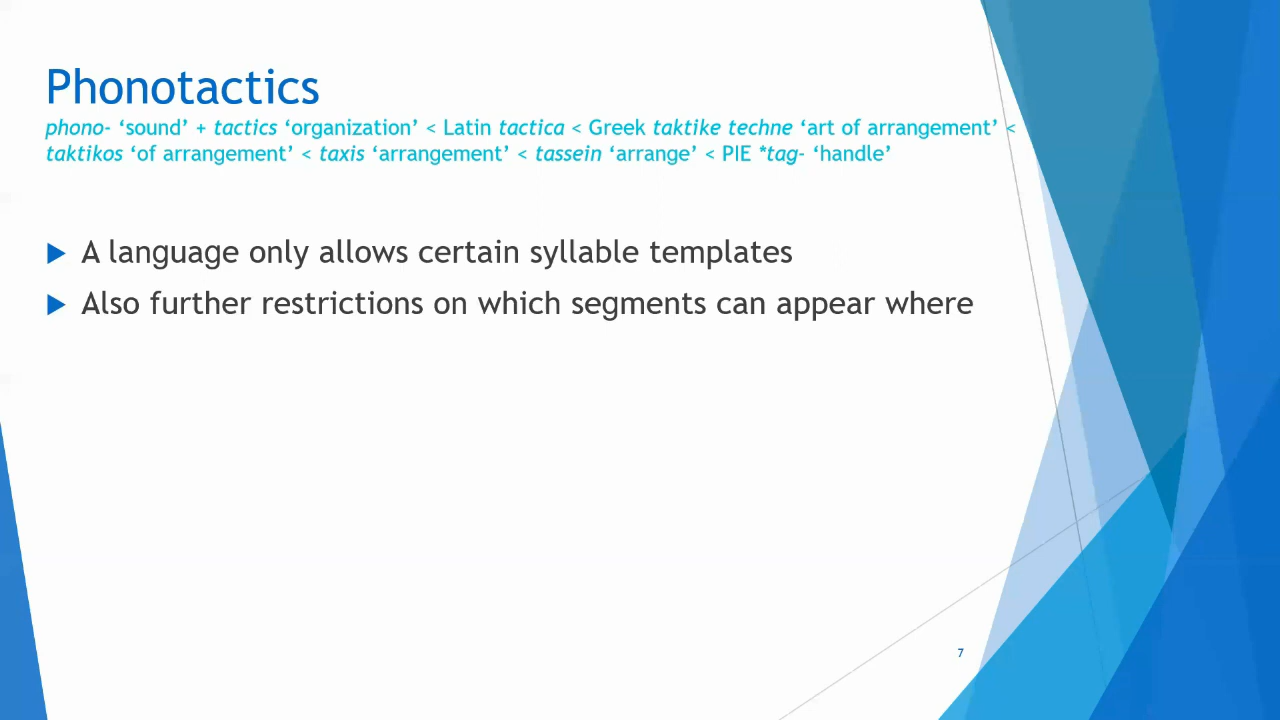 Phonotactics
phono- ‘sound’ + tactics ‘organization’ < Latin tactica < Greek taktike techne ‘art of arrangement’ <
taktikos ‘of arrangement’ < taxis ‘arrangement’ < tassein ‘arrange’ < PIE *tag- ‘handle’
A language only allows certain syllable templates
Also further restrictions on which segments can appear where
7